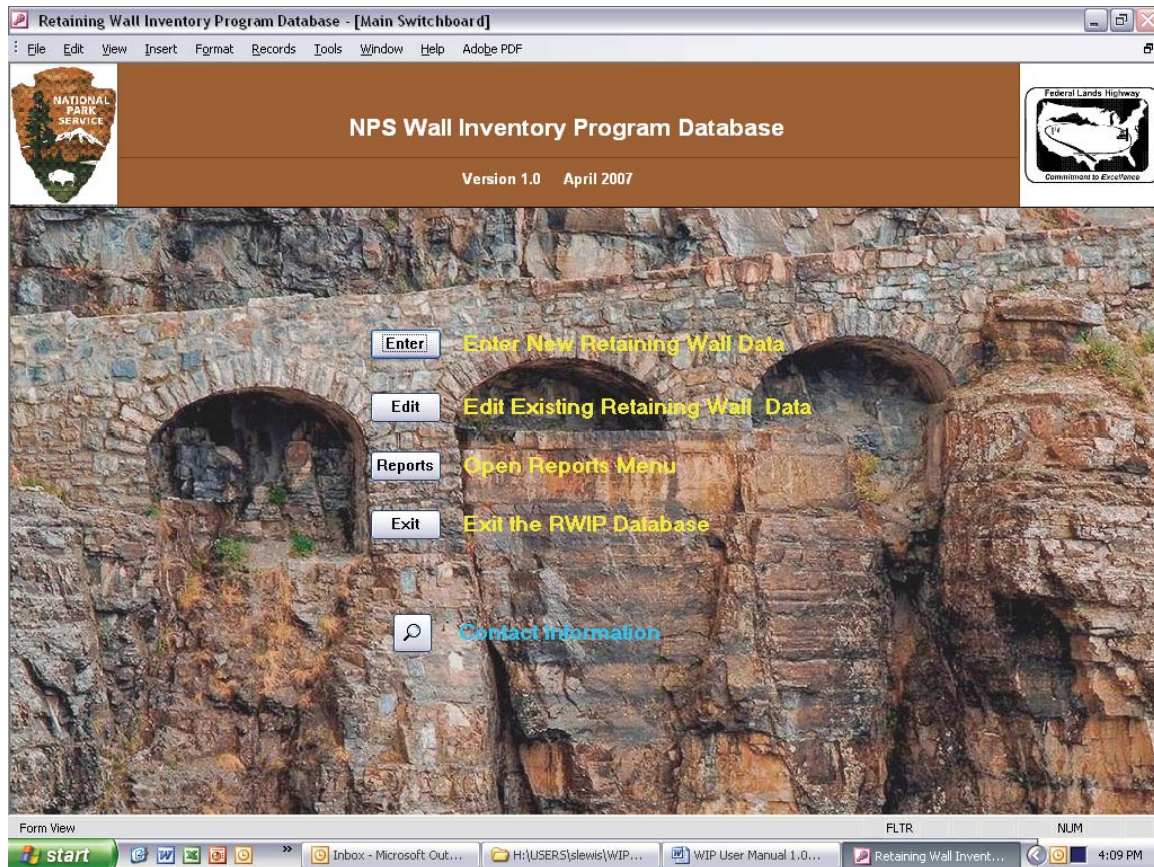 Retaining Wall Inventory Program Database - [Main Switchboard]
File Edit View Insert Format Records Tools Window Help Adobe PDF
NATIONAL
PARK
SERVICE
NPS Wall Inventory Program Database
Version 1.0 April 2007
Federal Lands Highway
Commitment to Excellence
Enter Enter New Retaining Wall Data
Edit Edit Existing Retaining Wall Data
Reports Open Reports Menu
Exit Exit the RWIP Database
Contact Information
Form View FLTR NUM
start » Inbox - Microsoft Out... H:\USERS\slewis\WIP... WIP User Manual 1.0... Retaining Wall Invent... 4:09 PM